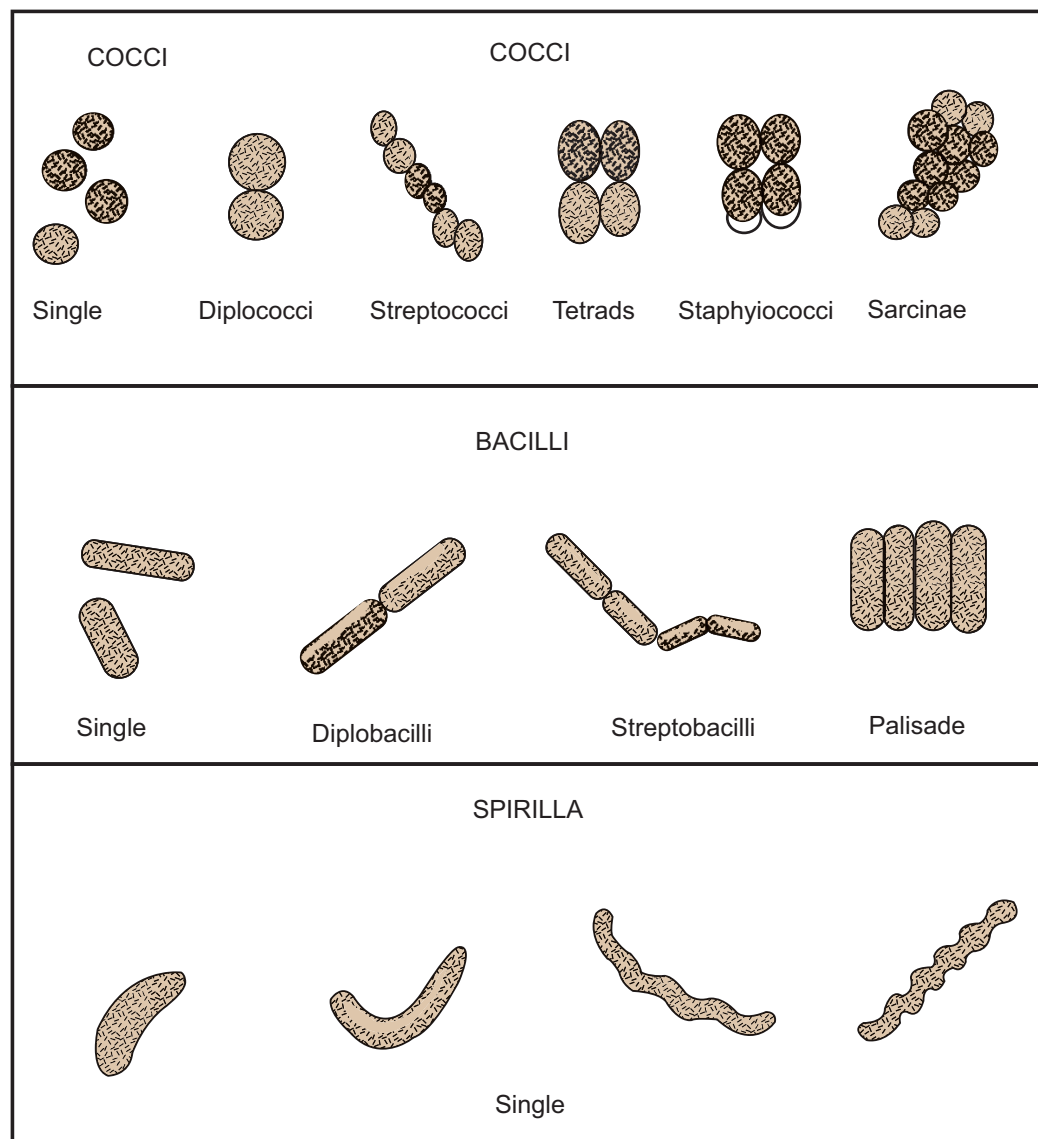 COCCI
COCCI
Single
Diplococci
Streptococci
Tetrads
Staphyiococci
Sarcinae
BACILLI
Single
Diplobacilli
Streptobacilli
Palisade
SPIRILLA
Single